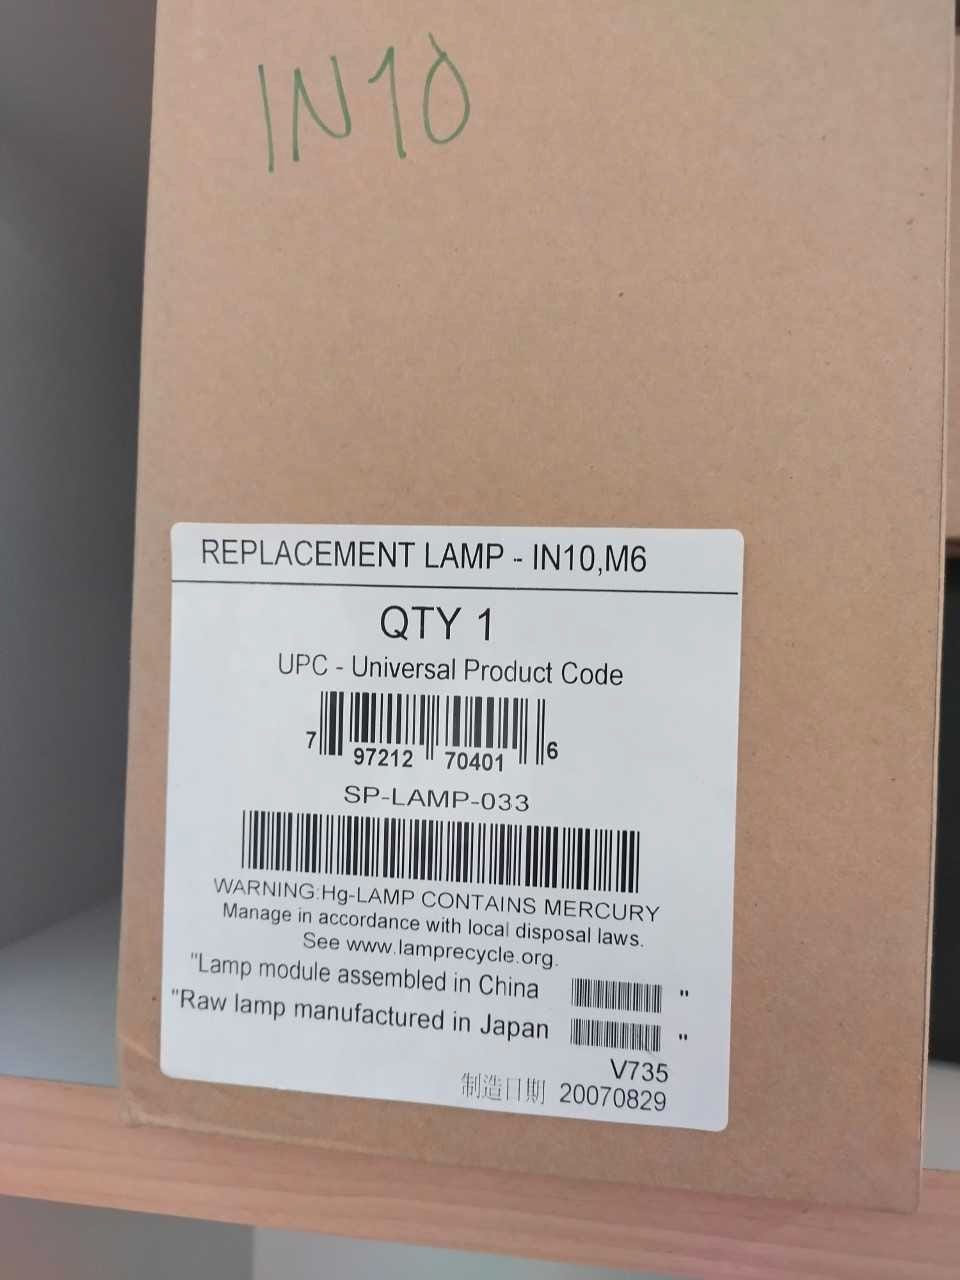 IN10
REPLACEMENT LAMP - IN10,M6
QTY 1
UPC - Universal Product Code
7 97212 70401 6
SP-LAMP-033
WARNING:Hg-LAMP CONTAINS MERCURY
Manage in accordance with local disposal laws.
See www.lamprecycle.org.
"Lamp module assembled in China "
"Raw lamp manufactured in Japan "
V735
制造日期 20070829